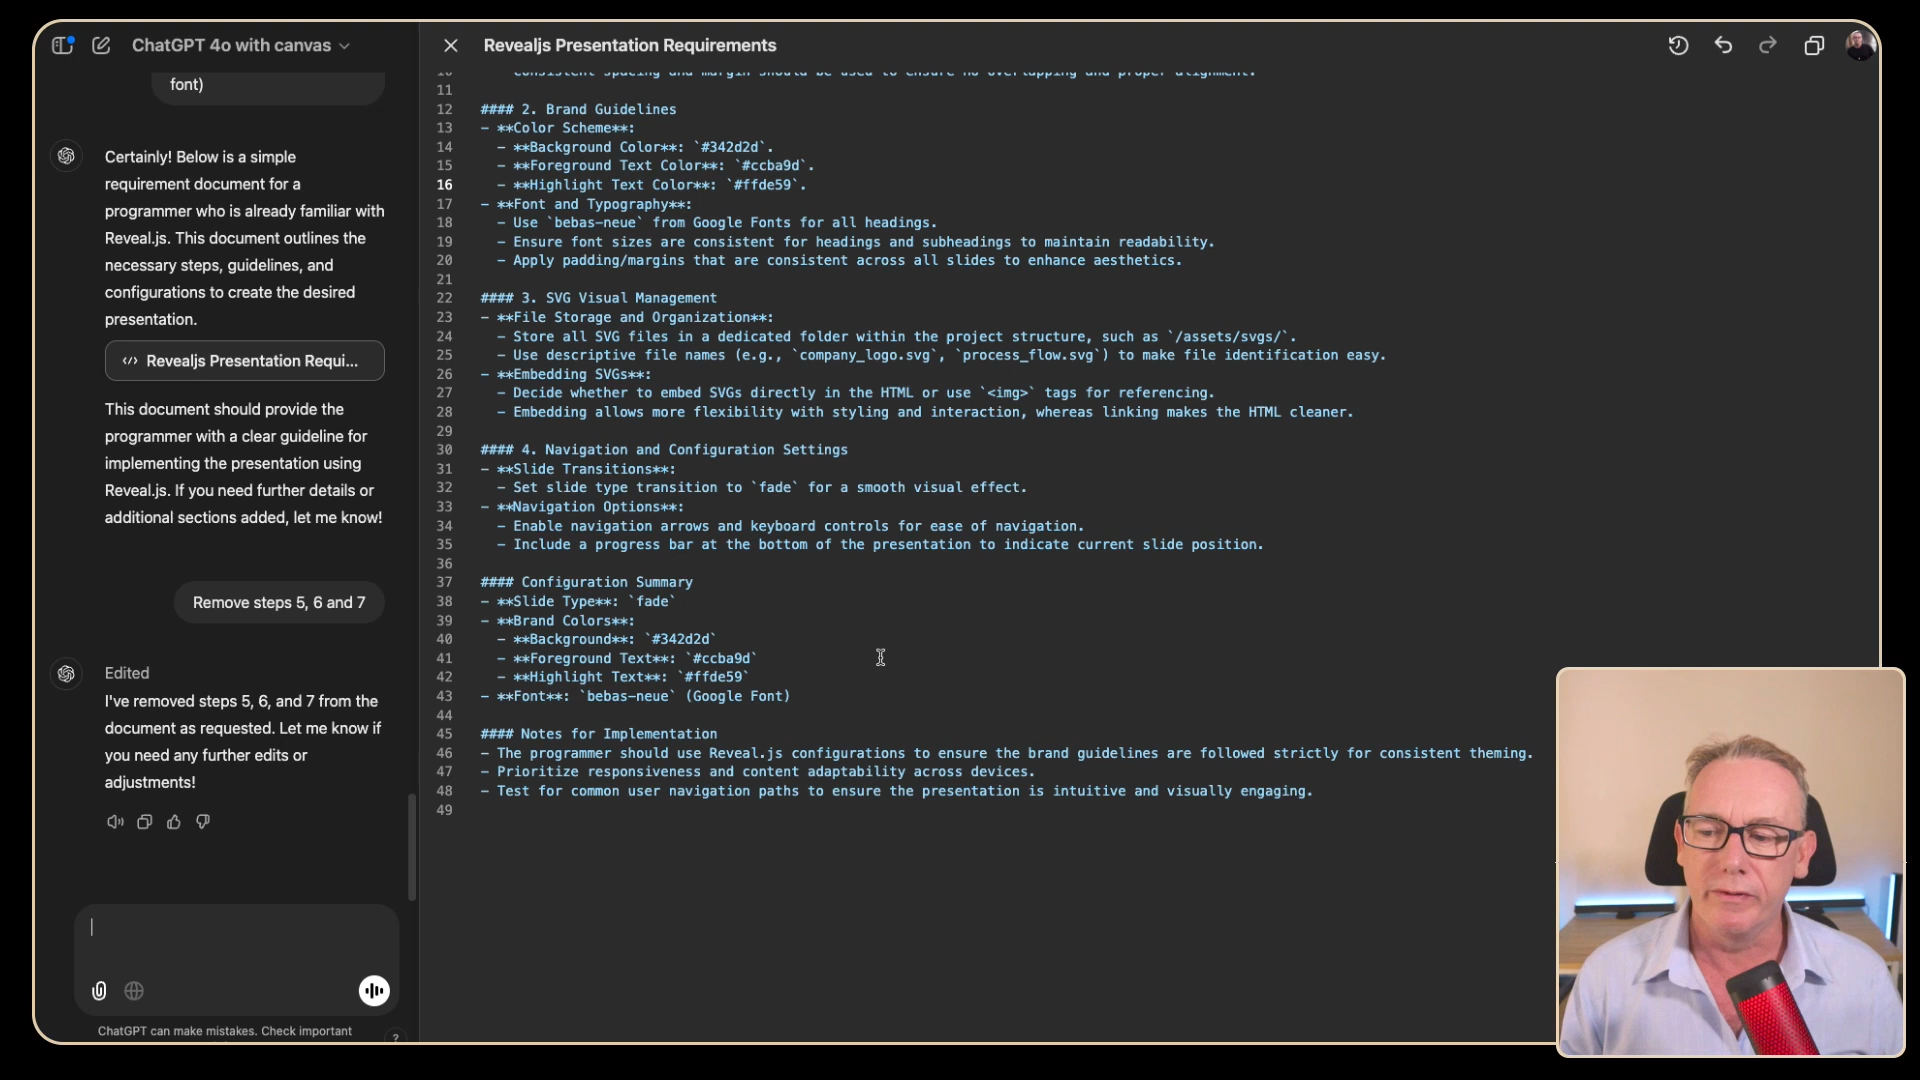 ChatGPT 4o with canvas
font)
Certainly! Below is a simple
requirement document for a
programmer who is already familiar with
Reveal.js. This document outlines the
necessary steps, guidelines, and
configurations to create the desired
presentation.
Revealjs Presentation Requi...
This document should provide the
programmer with a clear guideline for
implementing the presentation using
Reveal.js. If you need further details or
additional sections added, let me know!
Remove steps 5, 6 and 7
Edited
I've removed steps 5, 6, and 7 from the
document as requested. Let me know if
you need any further edits or
adjustments!
ChatGPT can make mistakes. Check important
?
Revealjs Presentation Requirements
10 - Consistent spacing and margin should be used to ensure no overlapping and proper alignment.
11
12 #### 2. Brand Guidelines
13 - **Color Scheme**:
14 - **Background Color**: `#342d2d`.
15 - **Foreground Text Color**: `#ccba9d`.
16 - **Highlight Text Color**: `#ffde59`.
17 - **Font and Typography**:
18 - Use `bebas-neue` from Google Fonts for all headings.
19 - Ensure font sizes are consistent for headings and subheadings to maintain readability.
20 - Apply padding/margins that are consistent across all slides to enhance aesthetics.
21
22 #### 3. SVG Visual Management
23 - **File Storage and Organization**:
24 - Store all SVG files in a dedicated folder within the project structure, such as `/assets/svgs/`.
25 - Use descriptive file names (e.g., `company_logo.svg`, `process_flow.svg`) to make file identification easy.
26 - **Embedding SVGs**:
27 - Decide whether to embed SVGs directly in the HTML or use `<img>` tags for referencing.
28 - Embedding allows more flexibility with styling and interaction, whereas linking makes the HTML cleaner.
29
30 #### 4. Navigation and Configuration Settings
31 - **Slide Transitions**:
32 - Set slide type transition to `fade` for a smooth visual effect.
33 - **Navigation Options**:
34 - Enable navigation arrows and keyboard controls for ease of navigation.
35 - Include a progress bar at the bottom of the presentation to indicate current slide position.
36
37 #### Configuration Summary
38 - **Slide Type**: `fade`
39 - **Brand Colors**:
40 - **Background**: `#342d2d`
41 - **Foreground Text**: `#ccba9d`
42 - **Highlight Text**: `#ffde59`
43 - **Font**: `bebas-neue` (Google Font)
44
45 #### Notes for Implementation
46 - The programmer should use Reveal.js configurations to ensure the brand guidelines are followed strictly for consistent theming.
47 - Prioritize responsiveness and content adaptability across devices.
48 - Test for common user navigation paths to ensure the presentation is intuitive and visually engaging.
49